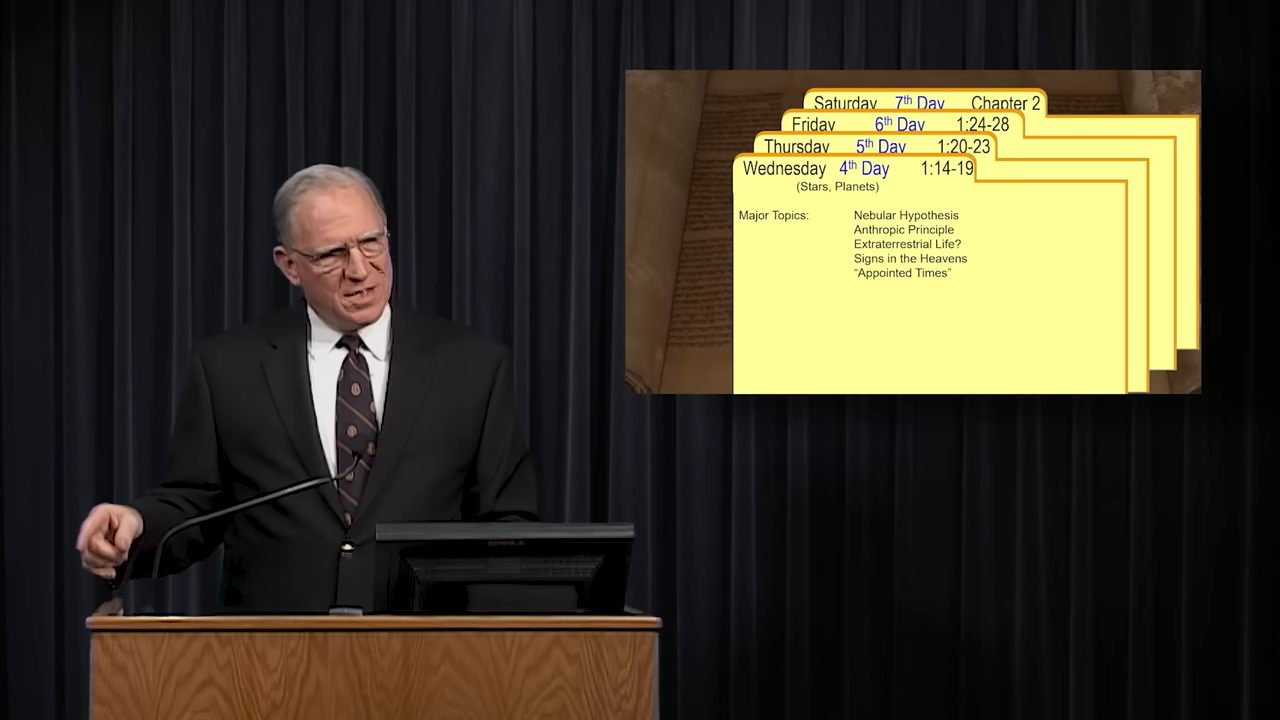 Saturday 7th Day Chapter 2
Friday 6th Day 1:24-28
Thursday 5th Day 1:20-23
Wednesday 4th Day 1:14-19
(Stars, Planets)
Major Topics: Nebular Hypothesis
Anthropic Principle
Extraterrestrial Life?
Signs in the Heavens
"Appointed Times"